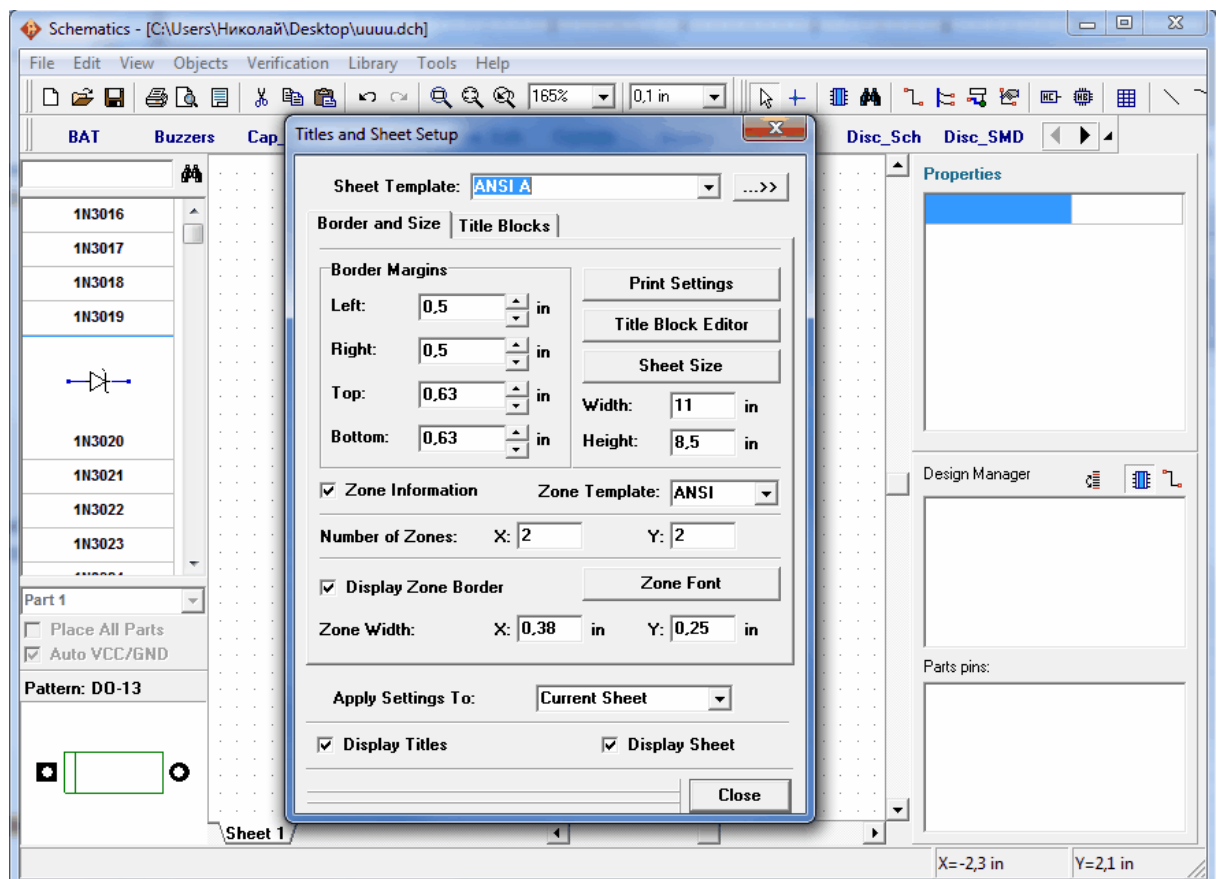 Schematics - [C:\Users\Николай\Desktop\uuuu.dch]
File Edit View Objects Verification Library Tools Help
165% 0,1 in
BAT Buzzers Cap_ Disc_Sch Disc_SMD
Titles and Sheet Setup
Sheet Template: ANSI A ...>>
Border and Size Title Blocks
Border Margins
Left: 0,5 in
Right: 0,5 in
Top: 0,63 in
Bottom: 0,63 in
Print Settings
Title Block Editor
Sheet Size
Width: 11 in
Height: 8,5 in
Zone Information Zone Template: ANSI
Number of Zones: X: 2 Y: 2
Display Zone Border Zone Font
Zone Width: X: 0,38 in Y: 0,25 in
Apply Settings To: Current Sheet
Display Titles Display Sheet
Close
1N3016
1N3017
1N3018
1N3019
1N3020
1N3021
1N3022
1N3023
Part 1
Place All Parts
Auto VCC/GND
Pattern: DO-13
Sheet 1
Properties
Design Manager
Parts pins:
X=-2,3 in Y=2,1 in